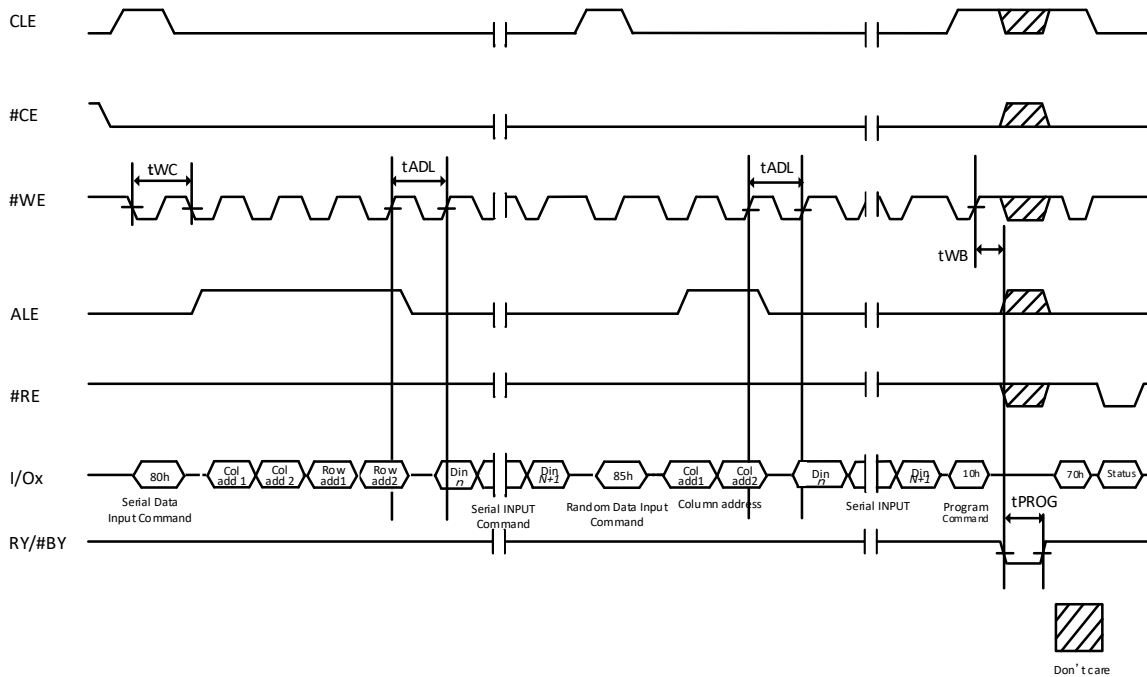 CLE
#CE
tWC
tADL
tADL
#WE
tWB
ALE
#RE
I/Ox
80h
Col
add 1
Col
add 2
Row
add1
Row
add2
Din
n
Din
N+1
85h
Col
add1
Col
add2
Din
n
Din
N+1
10h
70h
Status
Serial Data
Input Command
Serial INPUT
Command
Random Data Input
Command
Column address
Serial INPUT
Program
Command
tPROG
RY/#BY
Don't care